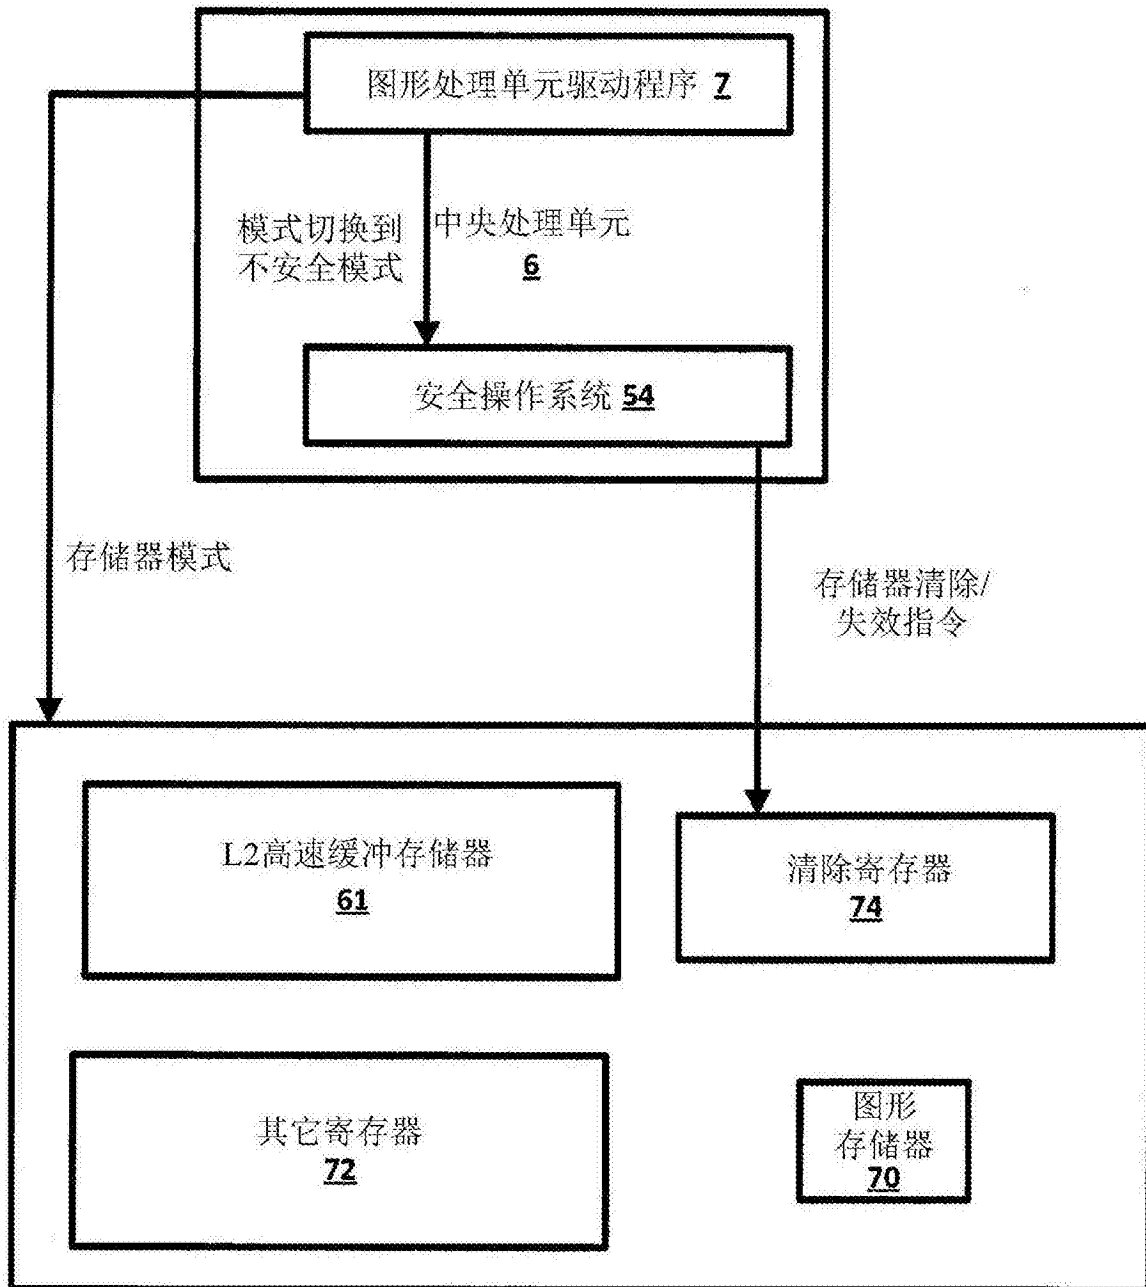 图形处理单元驱动程序 7
模式切换到
不安全模式
中央处理单元
6
安全操作系统 54
存储器模式
存储器清除/
失效指令
L2高速缓冲存储器
61
清除寄存器
74
其它寄存器
72
图形
存储器
70